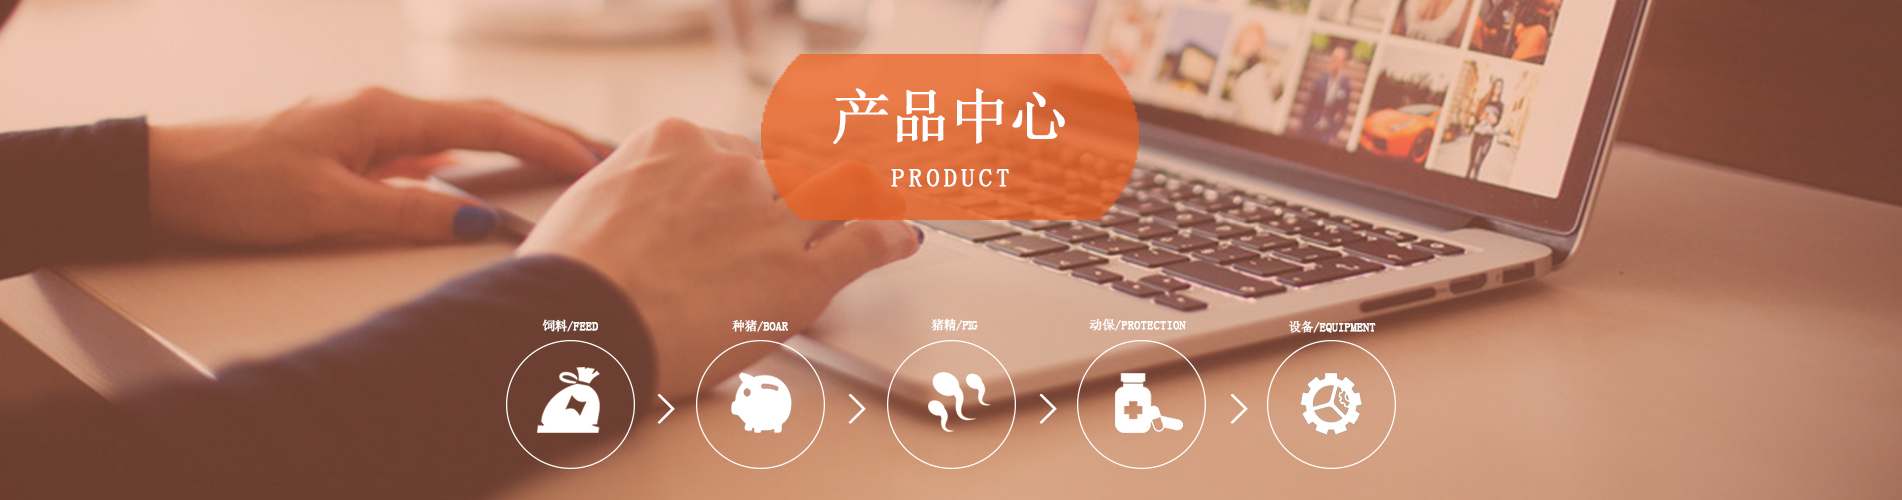 产品中心
PRODUCT
饲料/FEED
种猪/BOAR
猪精/PIG
动保/PROTECTION
设备/EQUIPMENT